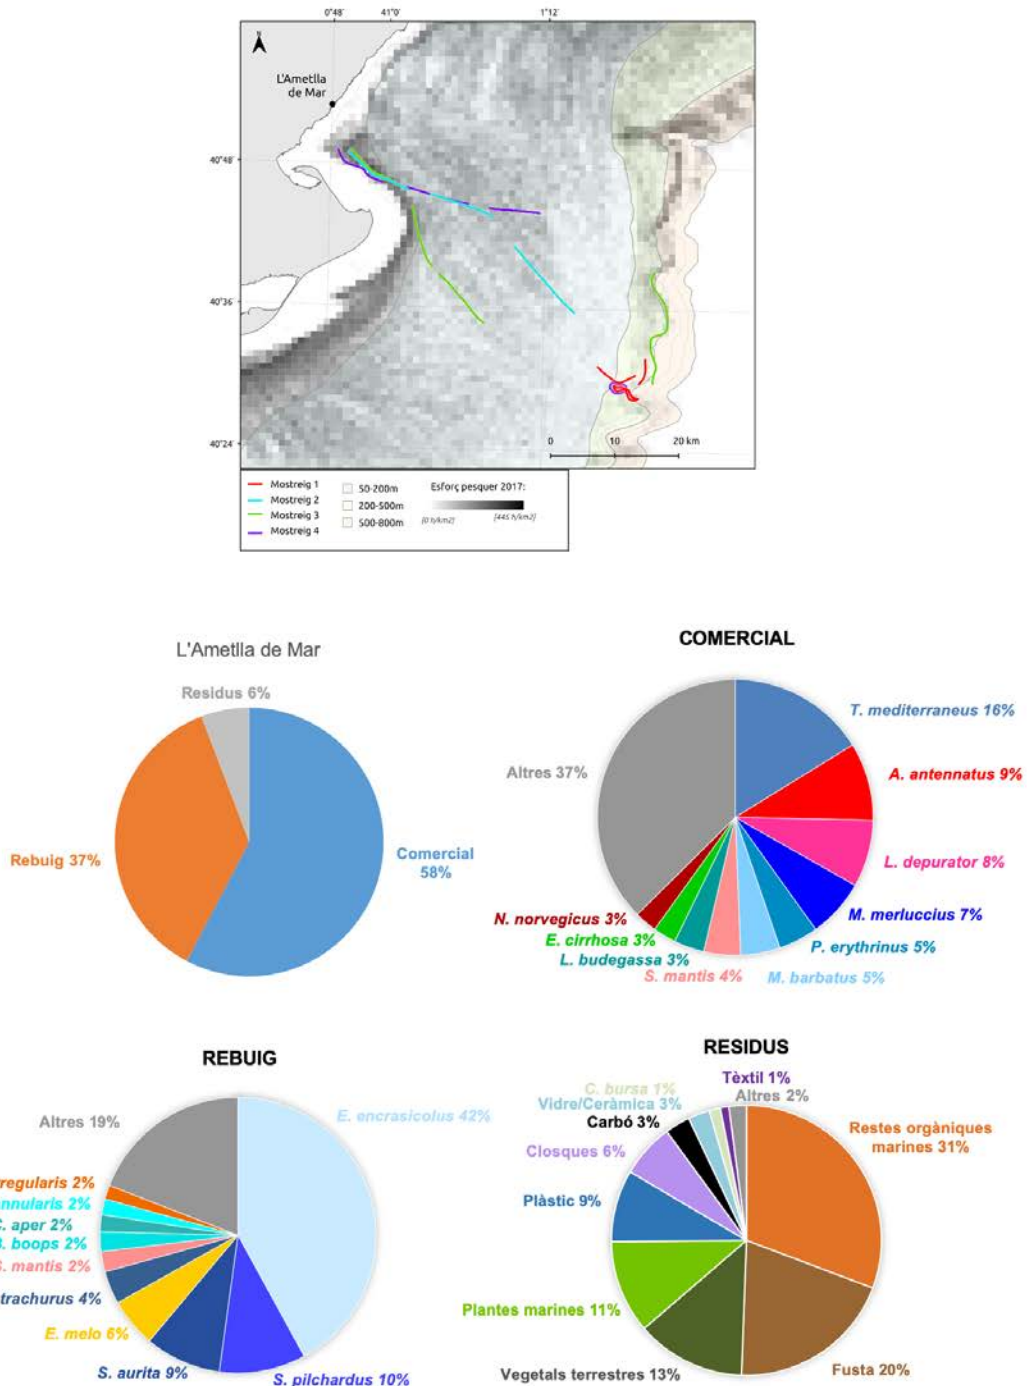 0°48' 41°0 1°12'
N
L'Ametlla
de Mar
40°48'
40°36'
40°24'
0 10 20 km
Mostreig 1
Mostreig 2
Mostreig 3
Mostreig 4
50-200m
200-500m
500-800m
Esforç pesquer 2017:
[0 h/km2] [445 h/km2]
L'Ametlla de Mar
Residus 6%
Rebuig 37%
Comercial
58%
COMERCIAL
T. mediterraneus 16%
A. antennatus 9%
L. depurator 8%
M. merluccius 7%
P. erythrinus 5%
M. barbatus 5%
S. mantis 4%
L. budegassa 3%
E. cirrhosa 3%
N. norvegicus 3%
Altres 37%
REBUIG
E. encrasicolus 42%
S. pilchardus 10%
S. aurita 9%
E. melo 6%
trachurus 4%
S. mantis 2%
B. boops 2%
C. aper 2%
annularis 2%
regularis 2%
Altres 19%
RESIDUS
Restes orgàniques
marines 31%
Fusta 20%
Vegetals terrestres 13%
Plantes marines 11%
Plàstic 9%
Closques 6%
Carbó 3%
Vidre/Ceràmica 3%
C. bursa 1%
Tèxtil 1%
Altres 2%